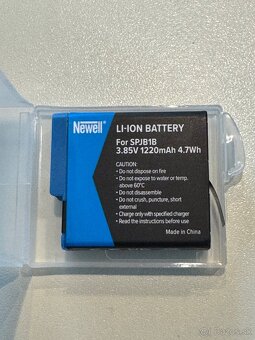 Newell®
LI-ION BATTERY
For SPJB1B
3.85V 1220mAh 4.7Wh
CAUTION:
• Do not dispose on fire
• Do not expose to water or temp.
above 60°C
• Do not disassemble
• Do not crush, puncture, short
external
• Charge only with specified charger
• Read the instructions before use
Made in China